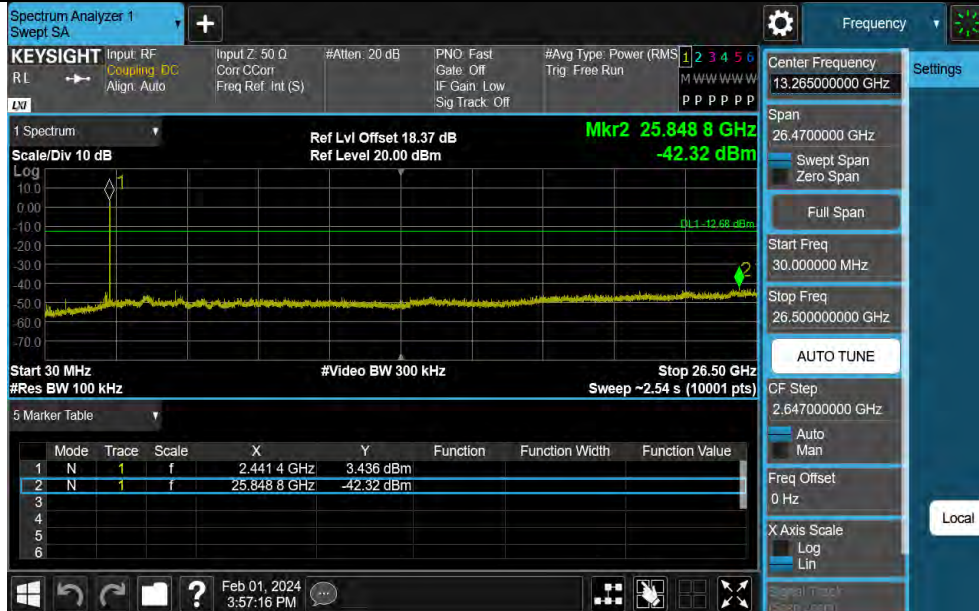 Spectrum Analyzer 1
Swept SA
+
Frequency
KEYSIGHT
RL
LXI
Input: RF
Coupling: DC
Align: Auto
Input Z: 50 Ω
Corr CCorr
Freq Ref: Int (S)
#Atten: 20 dB
PNO: Fast
Gate: Off
IF Gain: Low
Sig Track: Off
#Avg Type: Power (RMS
Trig: Free Run
1 2 3 4 5 6
M W W W W W
P P P P P P
Center Frequency
13.265000000 GHz
Settings
Span
26.4700000 GHz
Swept Span
Zero Span
Full Span
Start Freq
30.000000 MHz
Stop Freq
26.500000000 GHz
AUTO TUNE
CF Step
2.647000000 GHz
Auto
Man
Freq Offset
0 Hz
X Axis Scale
Log
Lin
Signal Track
Local
1 Spectrum
Scale/Div 10 dB
Log
Ref Lvl Offset 18.37 dB
Ref Level 20.00 dBm
Mkr2 25.848 8 GHz
-42.32 dBm
10.0
0.00
-10.0
-20.0
-30.0
-40.0
-50.0
-60.0
-70.0
1
DL1 -12.68 dBm
2
Start 30 MHz
#Res BW 100 kHz
#Video BW 300 kHz
Stop 26.50 GHz
Sweep ~2.54 s (10001 pts)
5 Marker Table
Mode Trace Scale X Y Function Function Width Function Value
1 N 1 f 2.441 4 GHz 3.436 dBm
2 N 1 f 25.848 8 GHz -42.32 dBm
3
4
5
6
?
Feb 01, 2024
3:57:16 PM